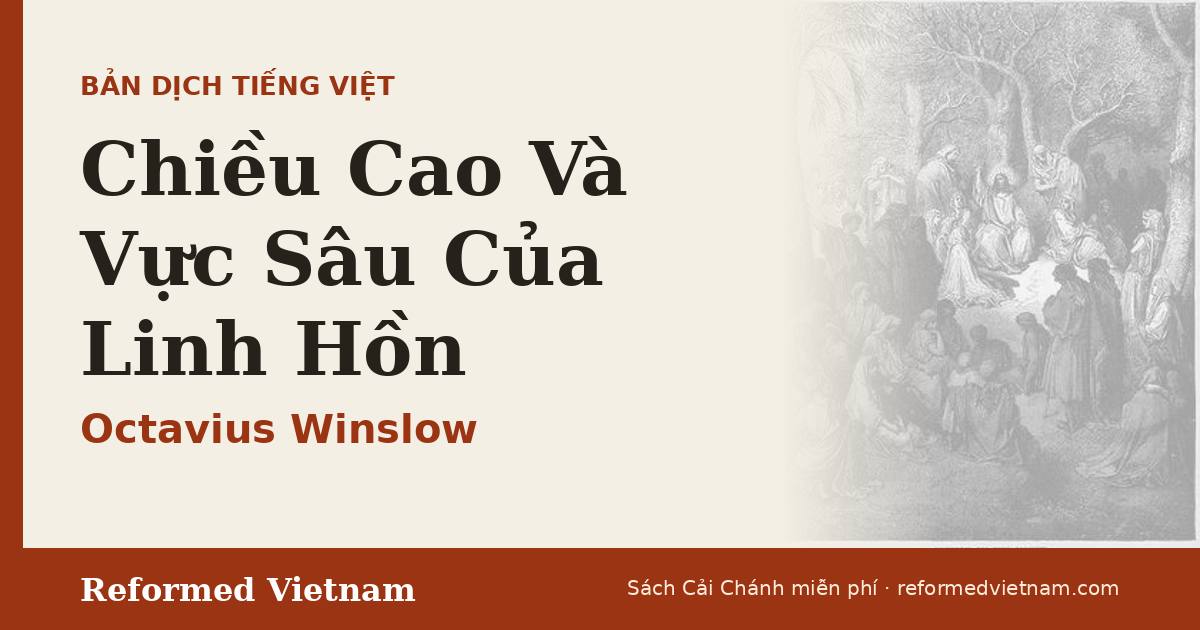 BẢN DỊCH TIẾNG VIỆT
Chiều Cao Và
Vực Sâu Của
Linh Hồn
Octavius Winslow
Reformed Vietnam
Sách Cải Chánh miễn phí · reformedvietnam.com